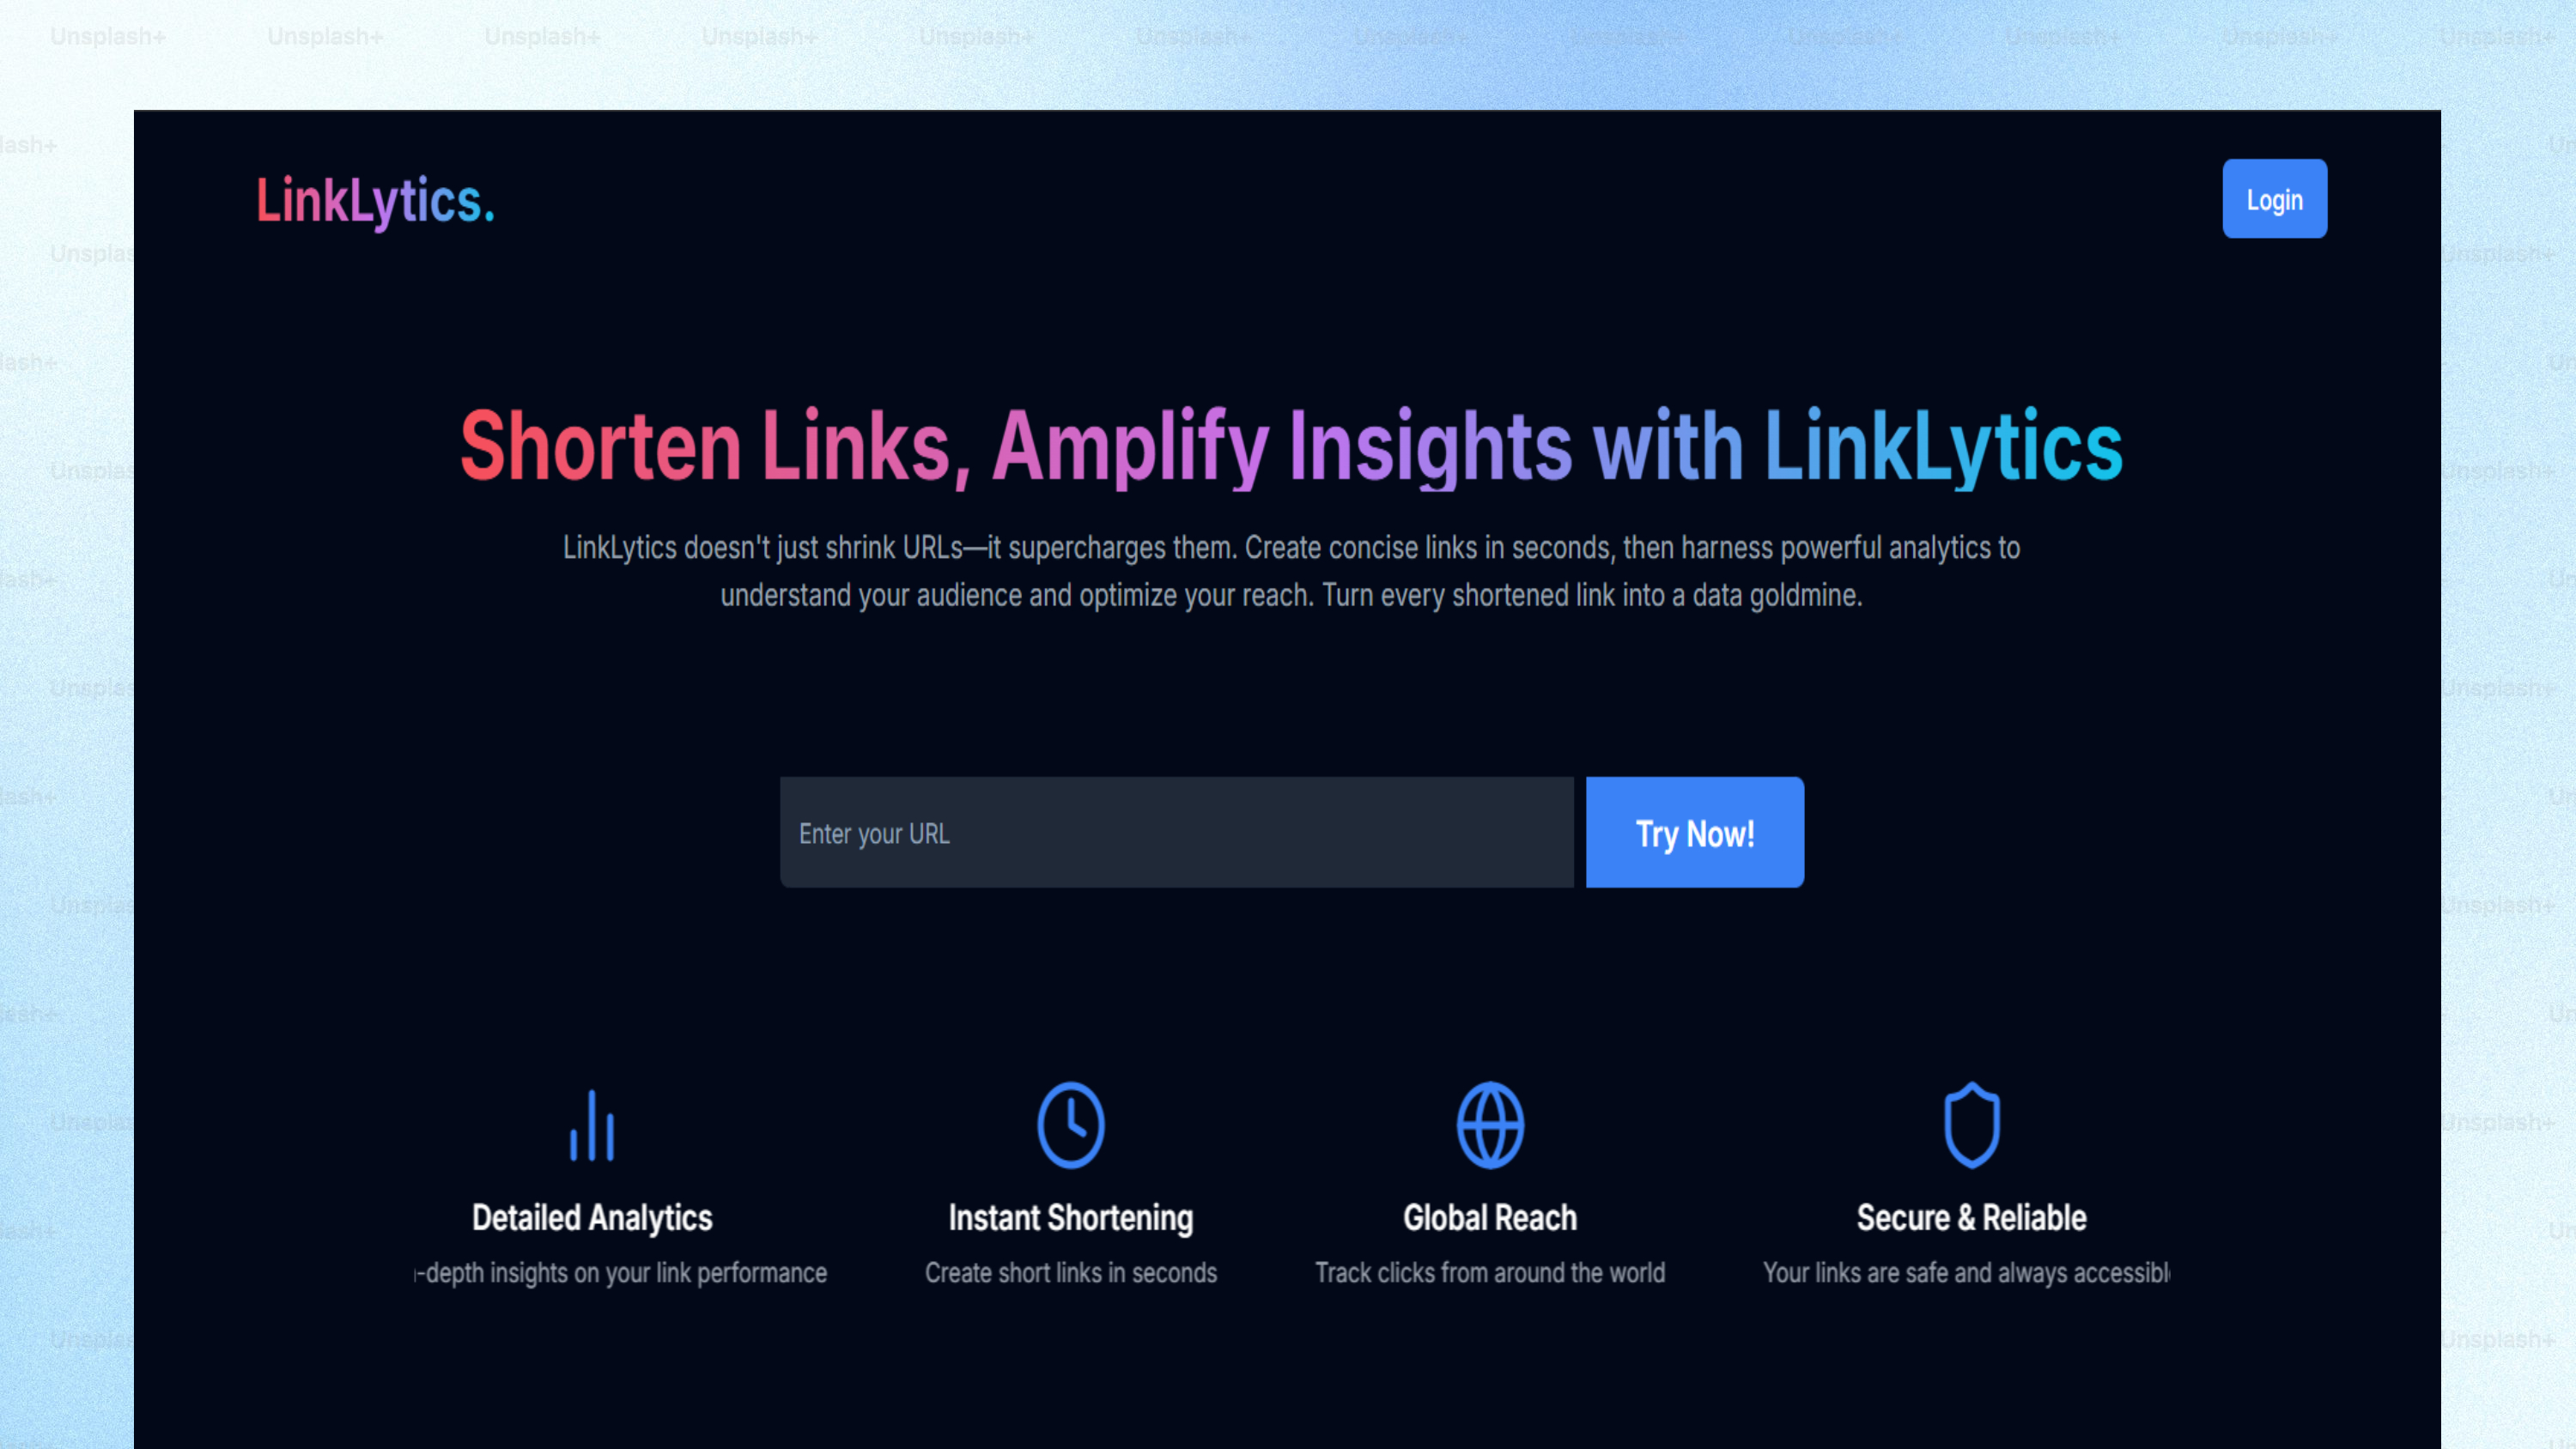 Unsplash+ Unsplash+ Unsplash+ Unsplash+ Unsplash+ Unsplash+ Unsplash+ Unsplash+ Unsplash+ Unsplash+ Unsplash+ Unsplash+
LinkLytics.
Login
Shorten Links, Amplify Insights with LinkLytics
LinkLytics doesn't just shrink URLs—it supercharges them. Create concise links in seconds, then harness powerful analytics to
understand your audience and optimize your reach. Turn every shortened link into a data goldmine.
Enter your URL
Try Now!
Detailed Analytics
-depth insights on your link performance
Instant Shortening
Create short links in seconds
Global Reach
Track clicks from around the world
Secure & Reliable
Your links are safe and always accessibl